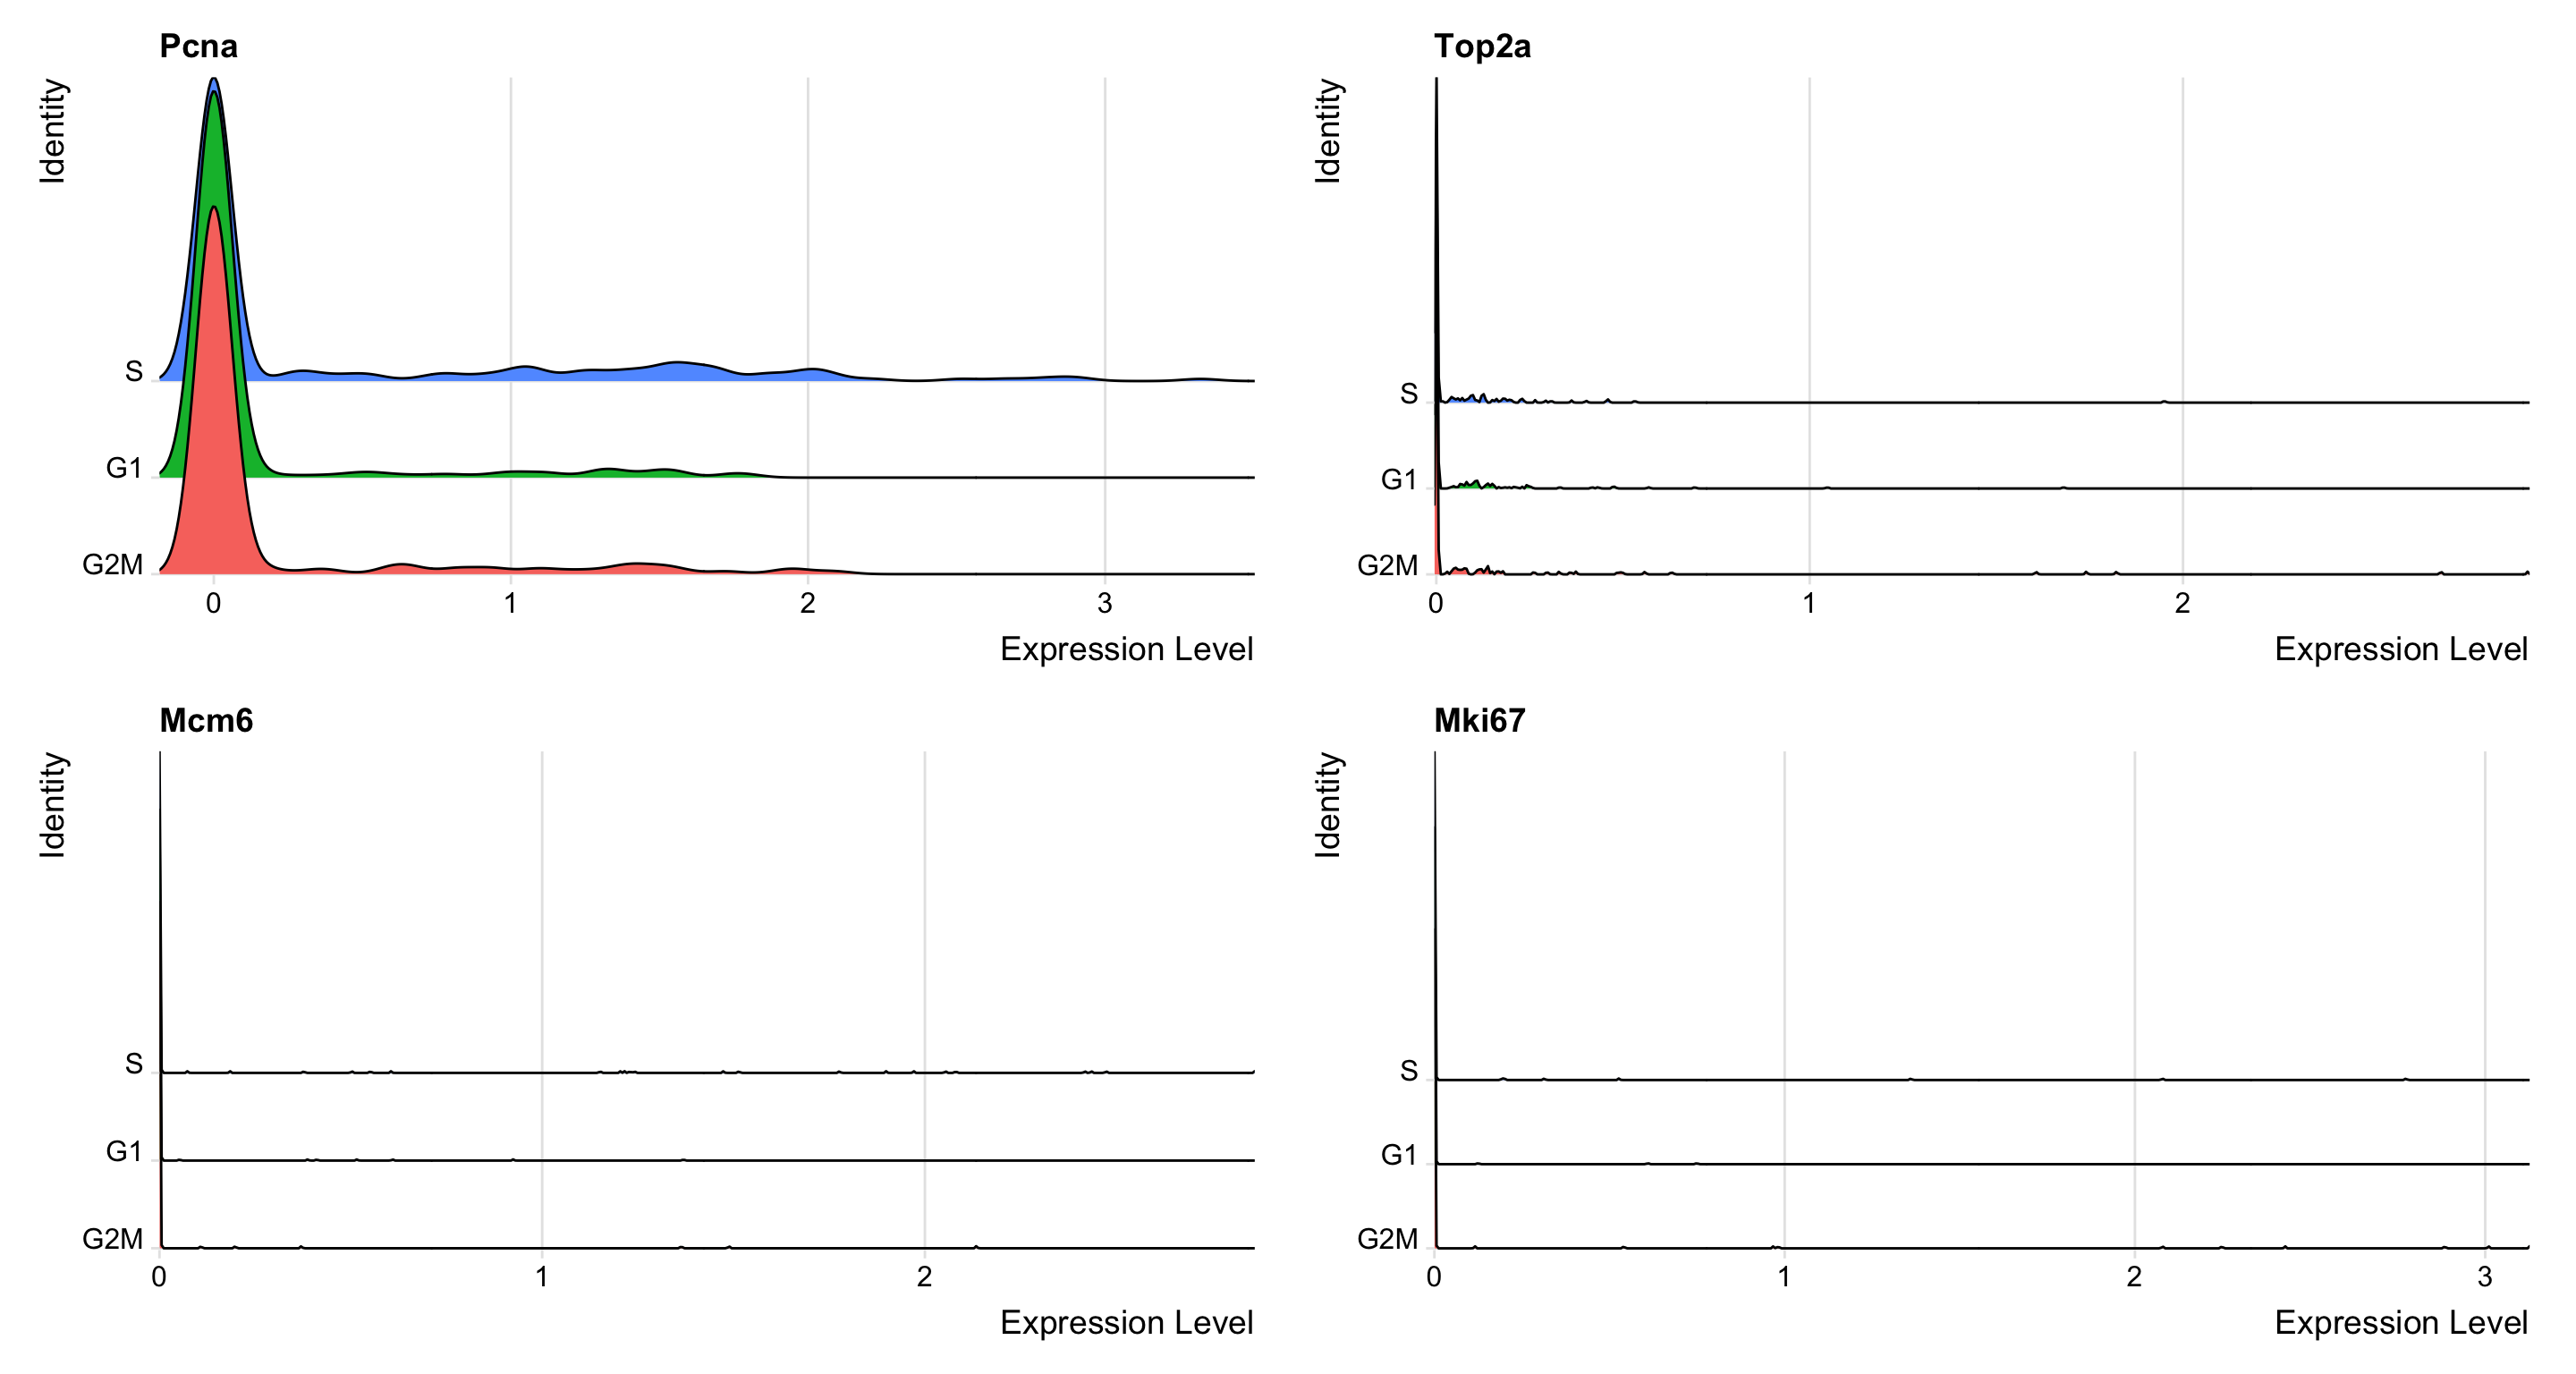 Pcna
Identity
S
G1
G2M
0 1 2 3
Expression Level
Top2a
Identity
S
G1
G2M
0 1 2
Expression Level
Mcm6
Identity
S
G1
G2M
0 1 2
Expression Level
Mki67
Identity
S
G1
G2M
0 1 2 3
Expression Level